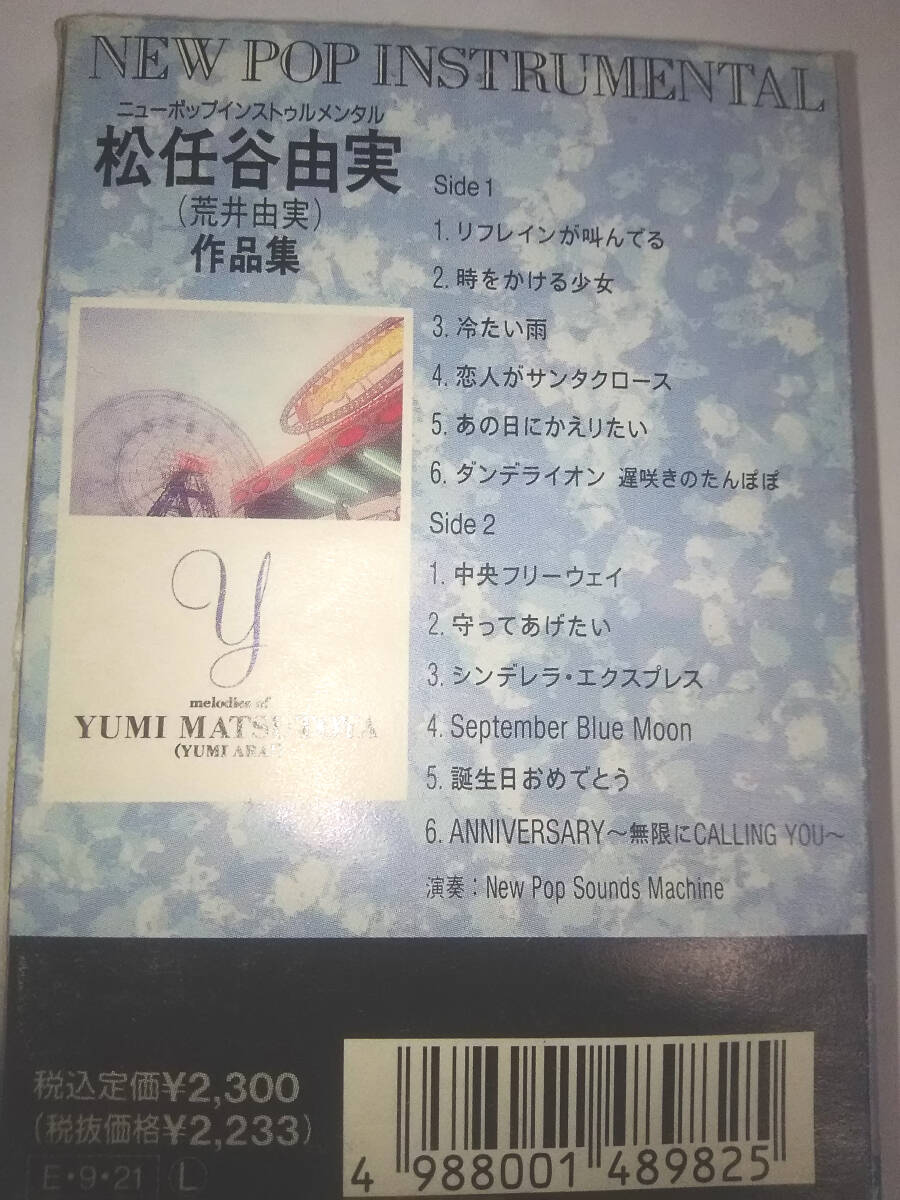 NEW POP INSTRUMENTAL
ニューポップインストゥルメンタル
松任谷由実
(荒井由実)
作品集
Side 1
1. リフレインが叫んでる
2. 時をかける少女
3. 冷たい雨
4. 恋人がサンタクロース
5. あの日にかえりたい
6. ダンデライオン 遅咲きのたんぽぽ
Side 2
1. 中央フリーウェイ
2. 守ってあげたい
3. シンデレラ・エクスプレス
4. September Blue Moon
5. 誕生日おめでとう
6. ANNIVERSARY～無限にCALLING YOU～
演奏：New Pop Sounds Machine
Y
melodies of
YUMI MATSUTOYA
(YUMI ARAI)
税込定価¥2,300
(税抜価格¥2,233)
E・9・21 L
4 988001 489825